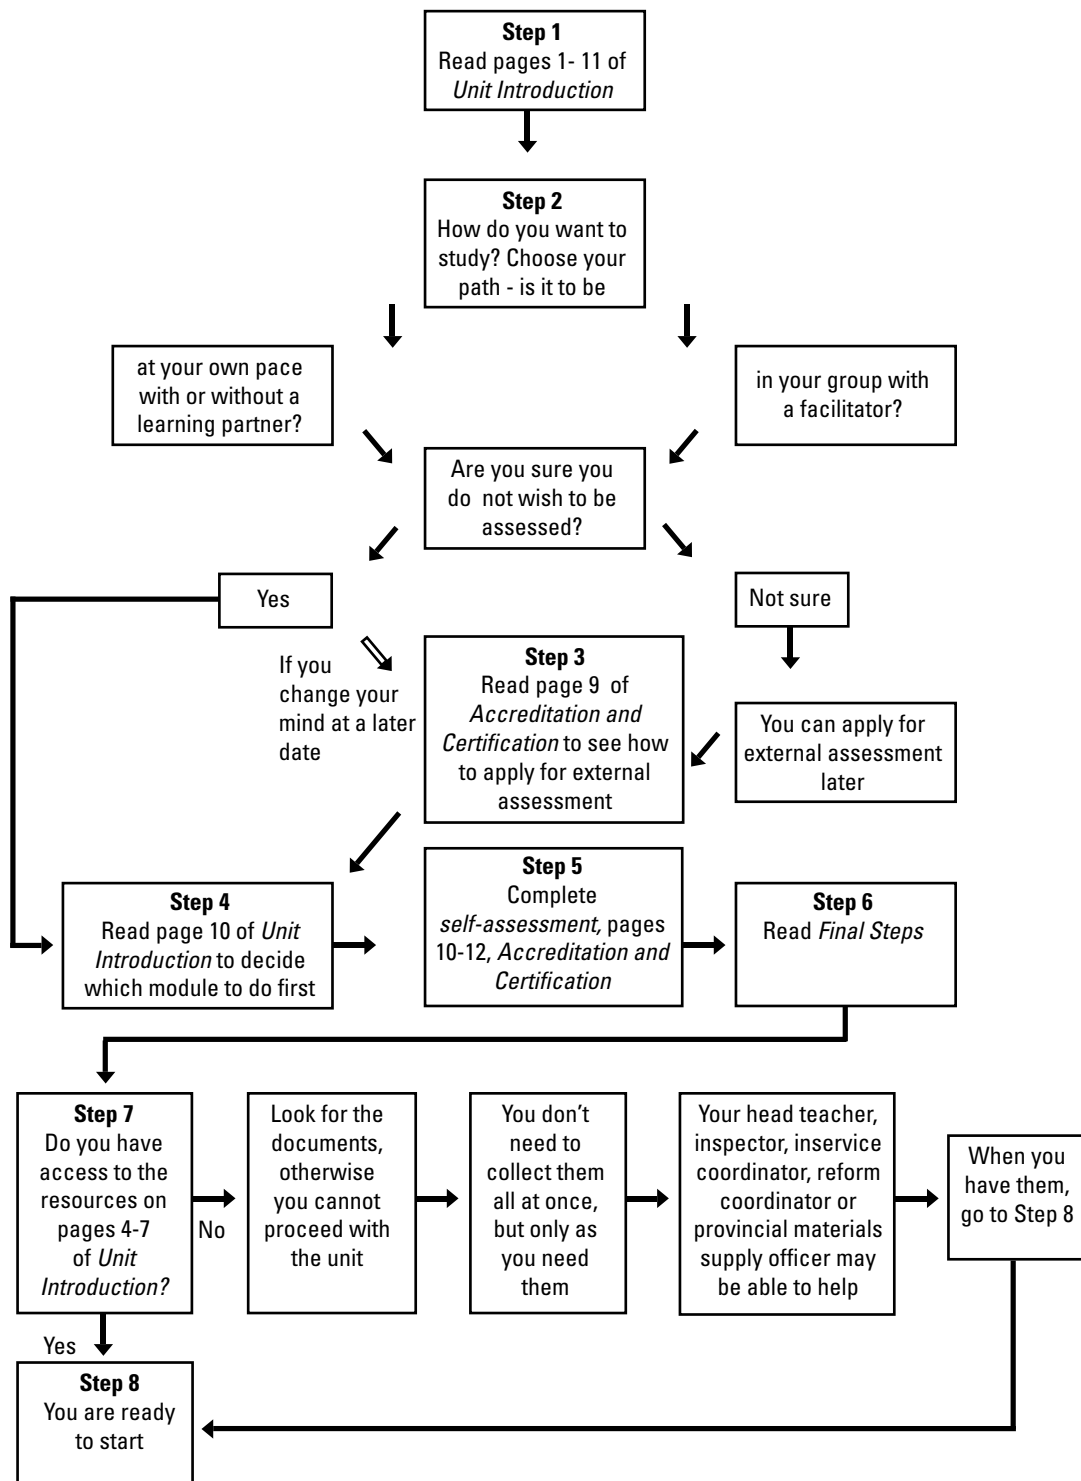 Step 1
Read pages 1- 11 of
Unit Introduction
Step 2
How do you want to
study? Choose your
path - is it to be
at your own pace
with or without a
learning partner?
in your group with
a facilitator?
Are you sure you
do not wish to be
assessed?
Yes
Not sure
If you
change your
mind at a later
date
Step 3
Read page 9 of
Accreditation and
Certification to see how
to apply for external
assessment
You can apply for
external assessment
later
Step 4
Read page 10 of Unit
Introduction to decide
which module to do first
Step 5
Complete
self-assessment, pages
10-12, Accreditation and
Certification
Step 6
Read Final Steps
Step 7
Do you have
access to the
resources on
pages 4-7
of Unit
Introduction?
No
Look for the
documents,
otherwise
you cannot
proceed with
the unit
You don't
need to
collect them
all at once,
but only as
you need
them
Your head teacher,
inspector, inservice
coordinator, reform
coordinator or
provincial materials
supply officer may
be able to help
When you
have them,
go to Step 8
Yes
Step 8
You are ready
to start